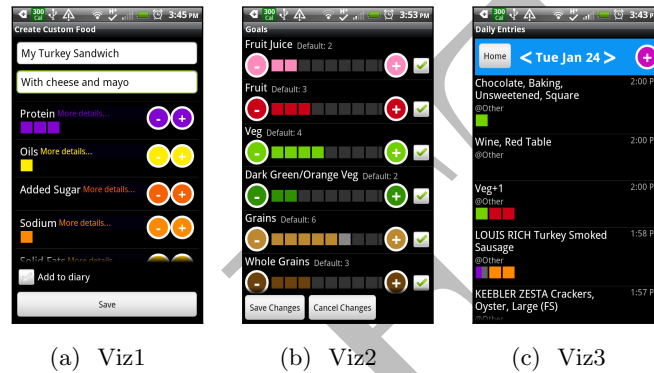 300
Cal
3:45 PM
Create Custom Food
My Turkey Sandwich
With cheese and mayo
Protein More details...
- +
Oils More details...
- +
Added Sugar More details...
- +
Sodium More details...
- +
Solid Fats More details...
Add to diary
Save
(a) Viz1
300
Cal
3:53 PM
Goals
Fruit Juice Default: 2
- +
Fruit Default: 3
- +
Veg Default: 4
- +
Dark Green/Orange Veg Default: 2
- +
Grains Default: 6
- +
Whole Grains Default: 3
- +
Save Changes Cancel Changes
(b) Viz2
300
Cal
3:43 P
Daily Entries
Home < Tue Jan 24 > +
Chocolate, Baking, 2:00 P
Unsweetened, Square
@Other
Wine, Red Table 2:00 P
@Other
Veg+1 2:00 P
@Other
LOUIS RICH Turkey Smoked 1:58 P
Sausage
@Other
KEEBLER ZESTA Crackers, 1:57 P
Oyster, Large (FS)
@Other
(c) Viz3